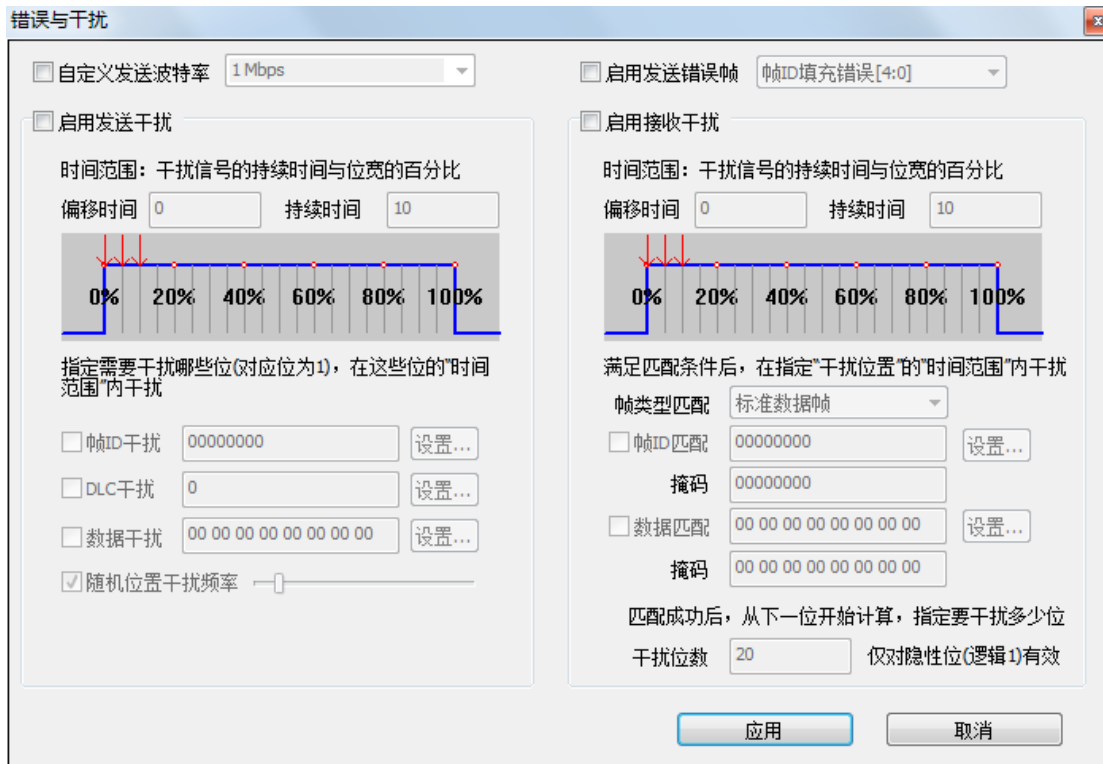 错误与干扰
自定义发送波特率 1 Mbps
启用发送错误帧 帧ID填充错误[4:0]
启用发送干扰
时间范围：干扰信号的持续时间与位宽的百分比
偏移时间 0 持续时间 10
0% 20% 40% 60% 80% 100%
指定需要干扰哪些位(对应位为1)，在这些位的"时间
范围"内干扰
帧ID干扰 00000000 设置...
DLC干扰 0 设置...
数据干扰 00 00 00 00 00 00 00 00 设置...
随机位置干扰频率
启用接收干扰
时间范围：干扰信号的持续时间与位宽的百分比
偏移时间 0 持续时间 10
0% 20% 40% 60% 80% 100%
满足匹配条件后，在指定"干扰位置"的"时间范围"内干扰
帧类型匹配 标准数据帧
帧ID匹配 00000000 设置...
掩码 00000000
数据匹配 00 00 00 00 00 00 00 00 设置...
掩码 00 00 00 00 00 00 00 00
匹配成功后，从下一位开始计算，指定要干扰多少位
干扰位数 20 仅对隐性位(逻辑1)有效
应用 取消